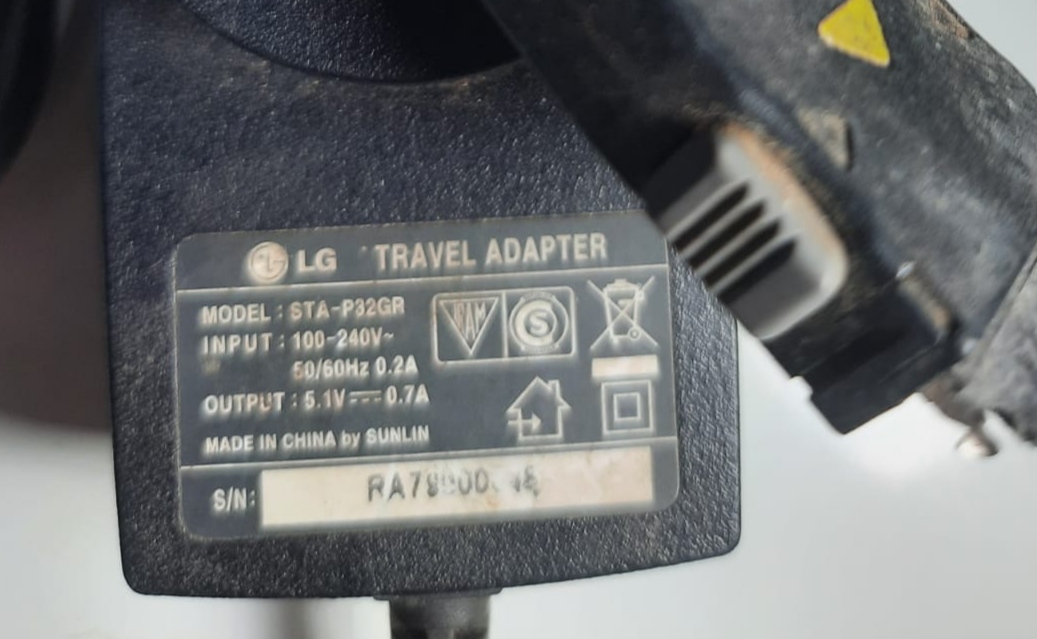 LG TRAVEL ADAPTER
MODEL : STA-P32GR
INPUT : 100-240V~
50/60Hz 0.2A
OUTPUT : 5.1V⎓0.7A
MADE IN CHINA by SUNLIN
S
S/N: